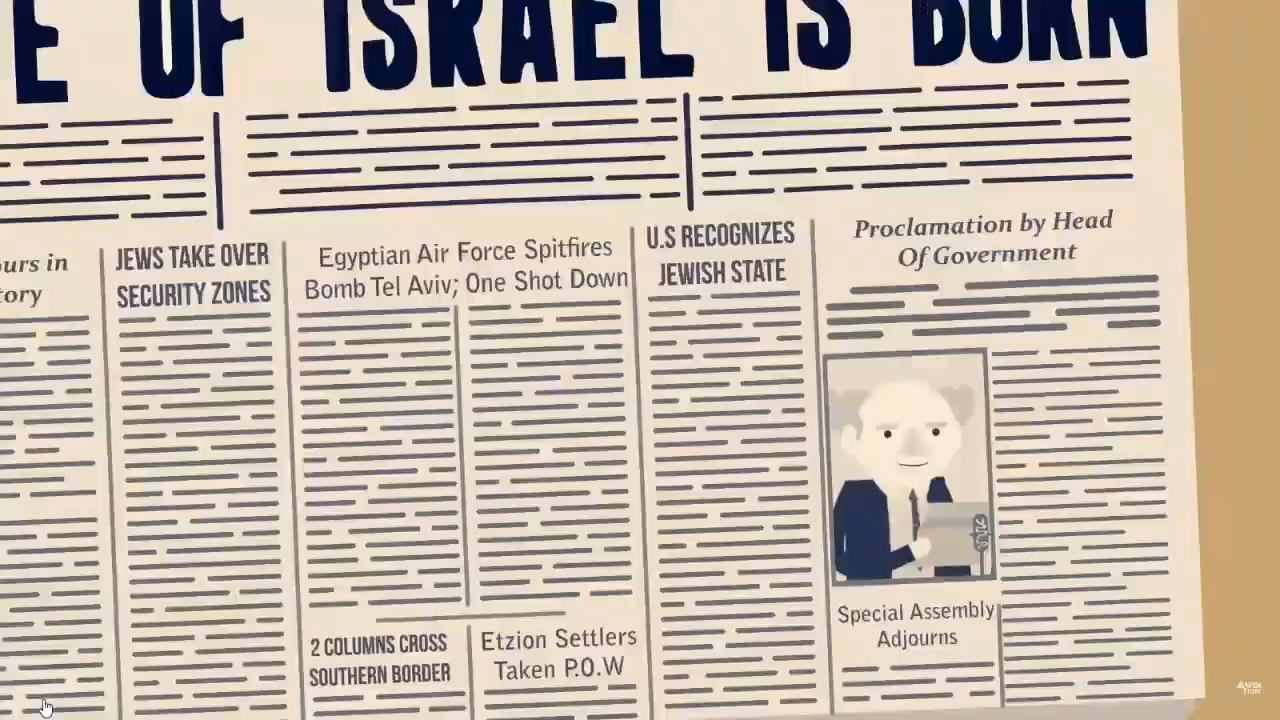 E OF ISRAEL IS BORN
ours in
tory
JEWS TAKE OVER
SECURITY ZONES
Egyptian Air Force Spitfires
Bomb Tel Aviv; One Shot Down
2 COLUMNS CROSS
SOUTHERN BORDER
Etzion Settlers
Taken P.O.W
U.S RECOGNIZES
JEWISH STATE
Proclamation by Head
Of Government
Special Assembly
Adjourns